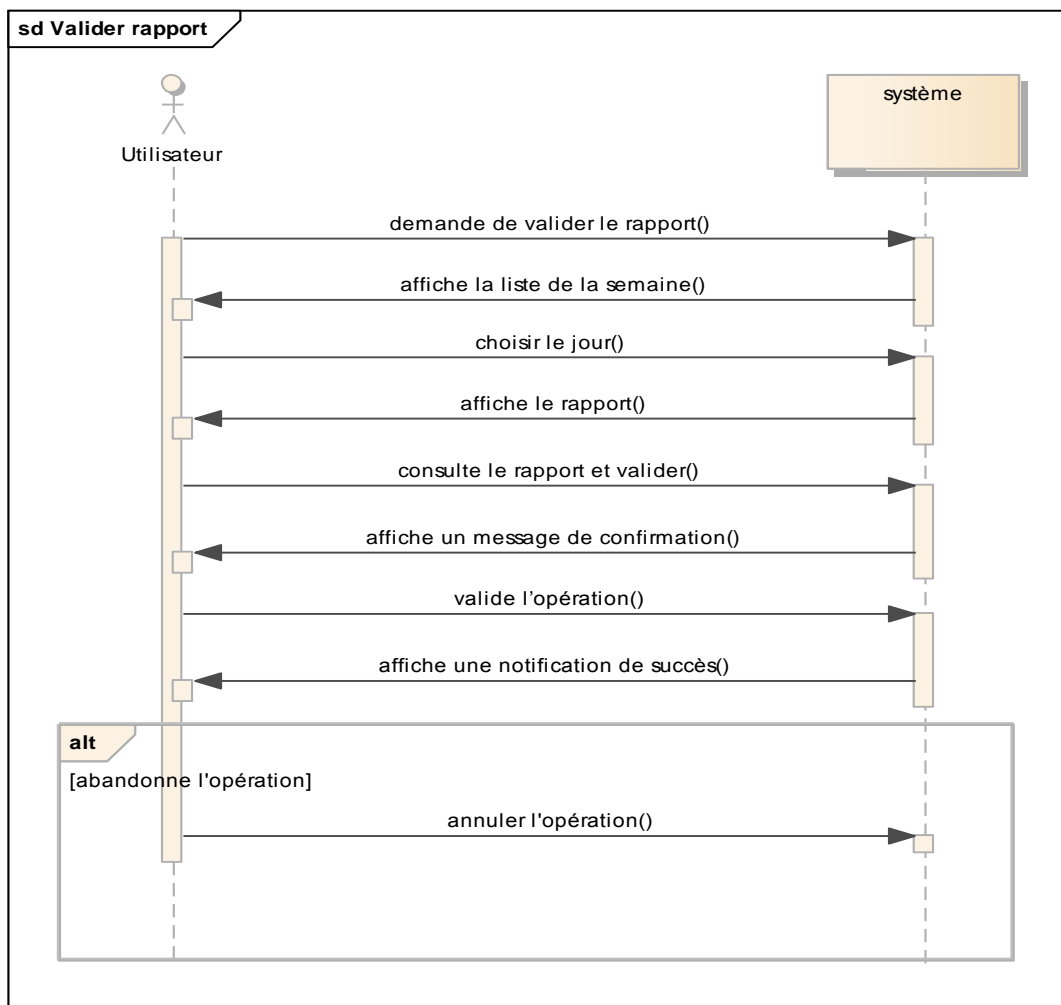 sd Valider rapport
Utilisateur
système
demande de valider le rapport()
affiche la liste de la semaine()
choisir le jour()
affiche le rapport()
consulte le rapport et valider()
affiche un message de confirmation()
valide l'opération()
affiche une notification de succès()
alt
[abandonne l'opération]
annuler l'opération()